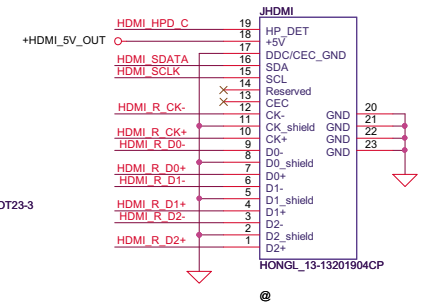 JHDMI
HDMI_HPD_C 19 HP_DET
+HDMI_5V_OUT 18 +5V
17 DDC/CEC_GND
HDMI_SDATA 16 SDA
HDMI_SCLK 15 SCL
14 Reserved
13 CEC
HDMI_R_CK- 12 CK- GND 20
11 CK_shield GND 21
HDMI_R_CK+ 10 CK+ GND 22
HDMI_R_D0- 9 D0- GND 23
8 D0_shield
HDMI_R_D0+ 7 D0+
HDMI_R_D1- 6 D1-
5 D1_shield
HDMI_R_D1+ 4 D1+
HDMI_R_D2- 3 D2-
2 D2_shield
HDMI_R_D2+ 1 D2+
OT23-3
HONGL_13-13201904CP
@